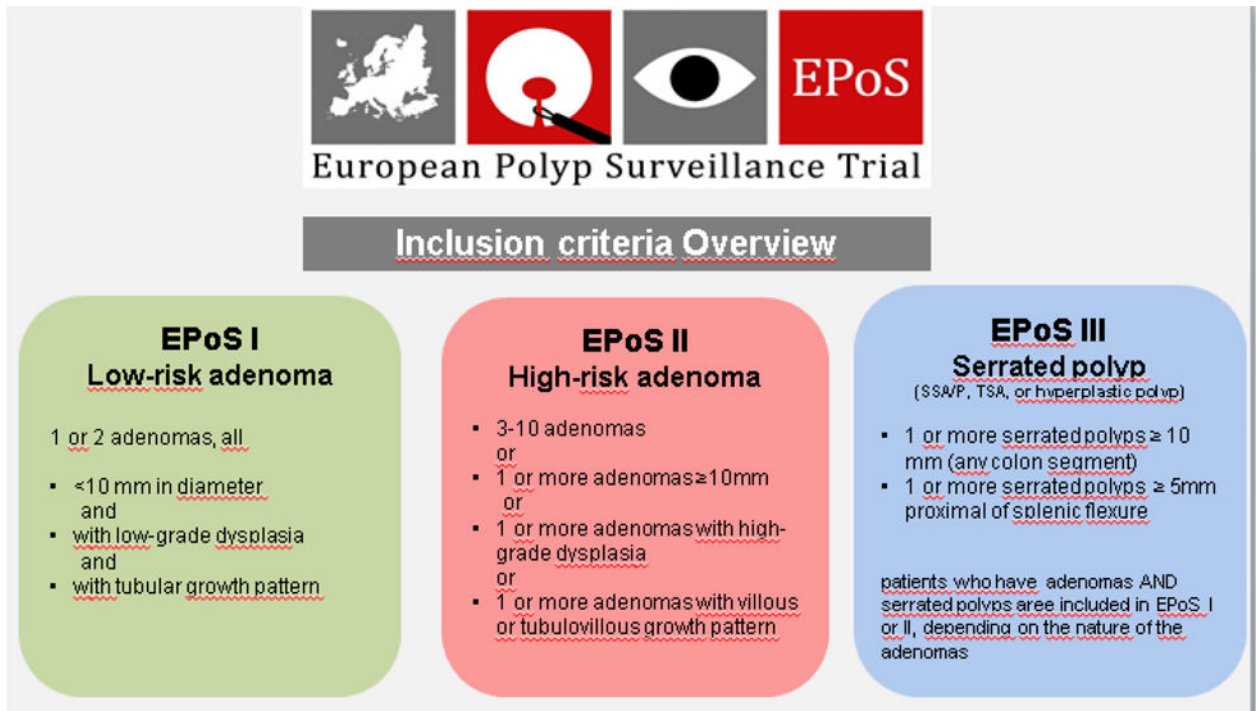 EPoS
European Polyp Surveillance Trial
Inclusion criteria Overview
EPoS I
Low-risk adenoma
1 or 2 adenomas, all
▪ <10 mm in diameter
and
▪ with low-grade dysplasia
and
▪ with tubular growth pattern
EPoS II
High-risk adenoma
▪ 3-10 adenomas
or
▪ 1 or more adenomas≥10mm
or
▪ 1 or more adenomas with high-
grade dysplasia
or
▪ 1 or more adenomas with villous
or tubulovillous growth pattern
EPoS III
Serrated polyp
(SSA/P, TSA, or hyperplastic polyp)
▪ 1 or more serrated polyps ≥ 10
mm (any colon segment)
▪ 1 or more serrated polyps ≥ 5mm
proximal of splenic flexure
patients who have adenomas AND
serrated polyps aree included in EPoS I
or II, depending on the nature of the
adenomas